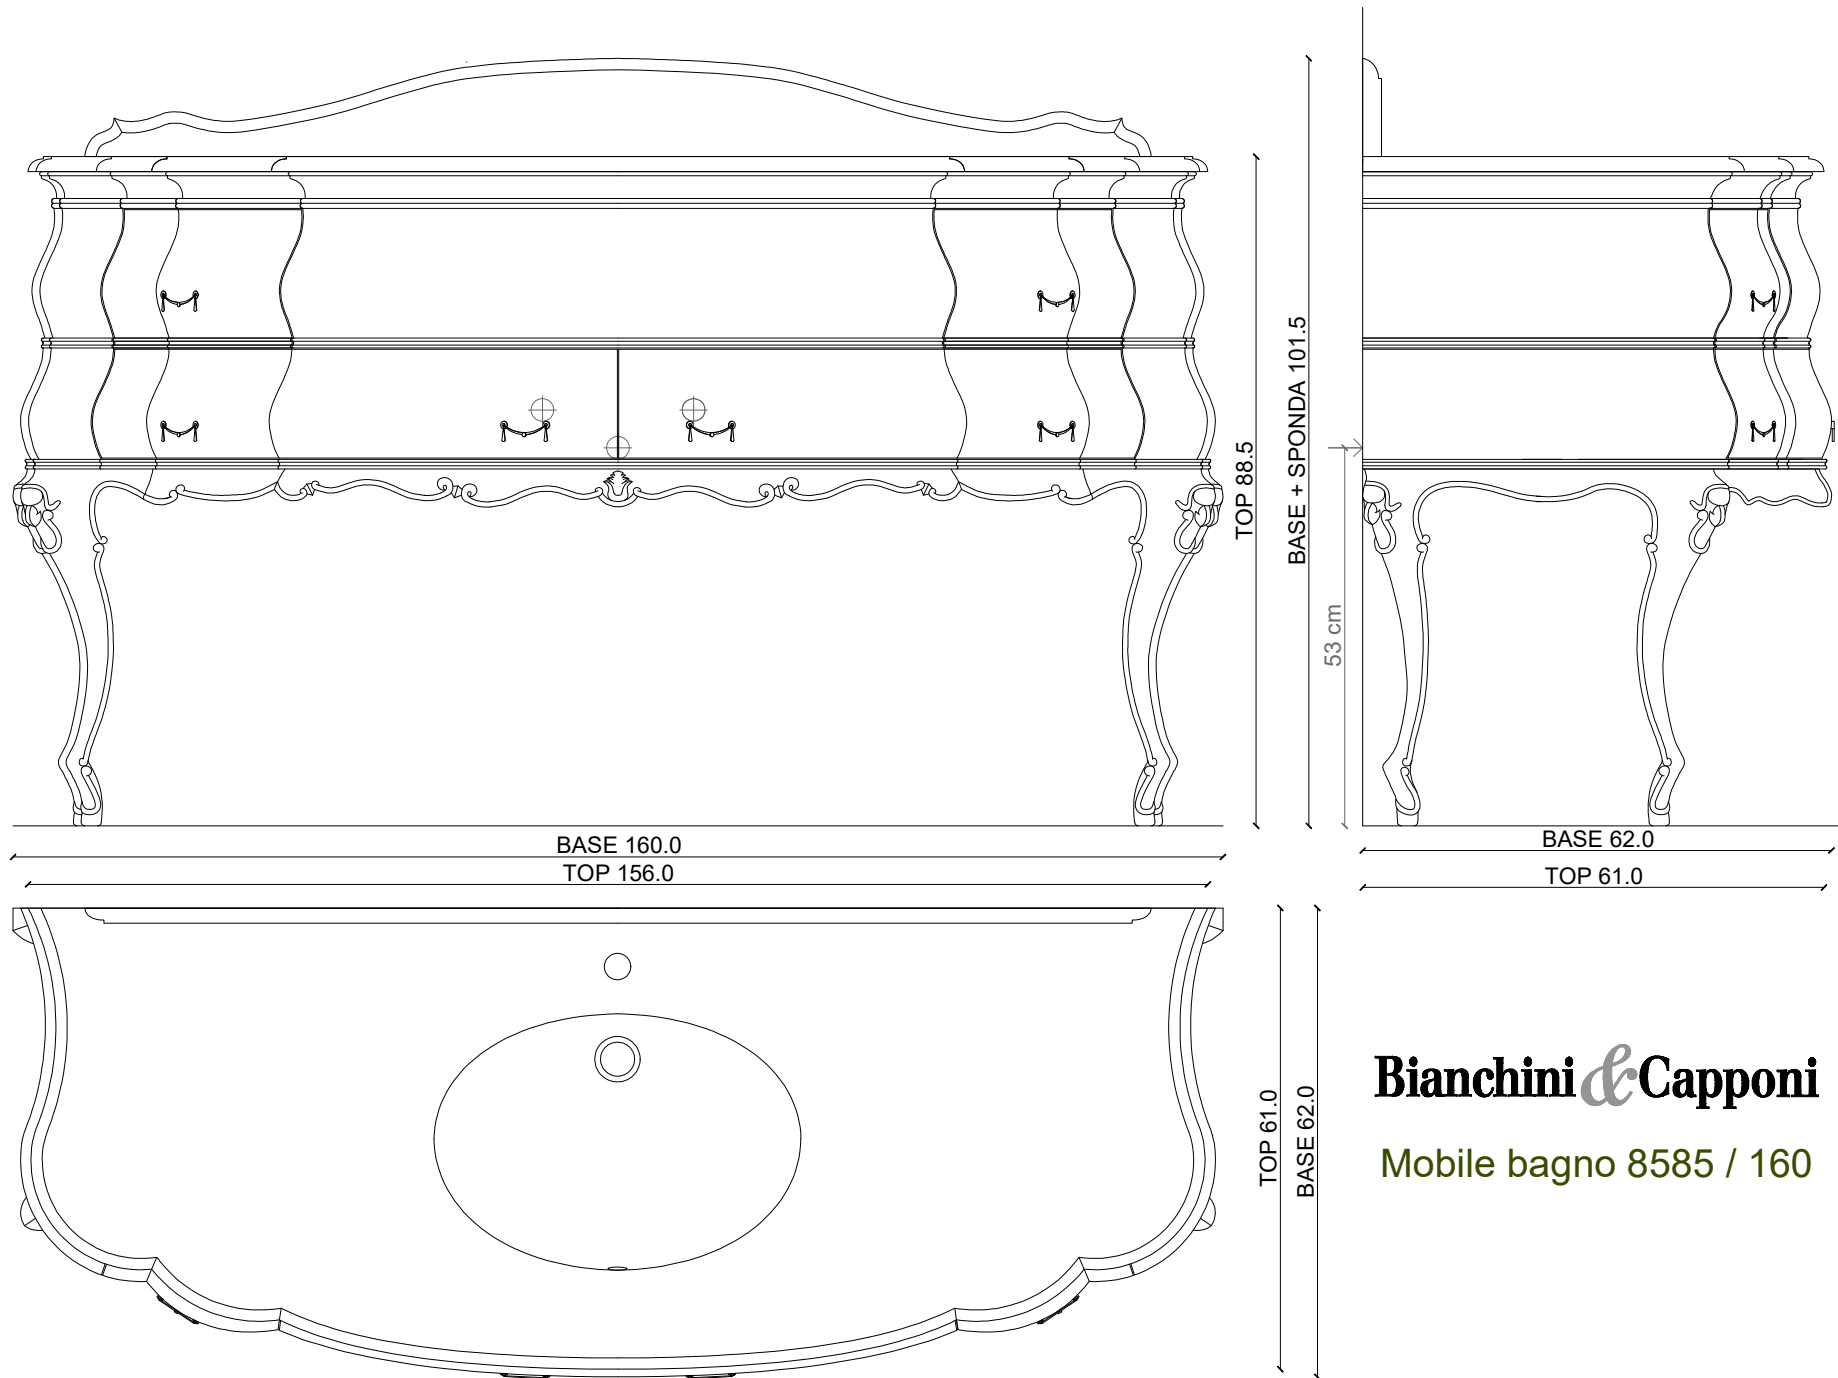 TOP 88.5
BASE + SPONDA 101.5
53 cm
BASE 160.0
TOP 156.0
BASE 62.0
TOP 61.0
TOP 61.0
BASE 62.0
Bianchini & Capponi
Mobile bagno 8585 / 160